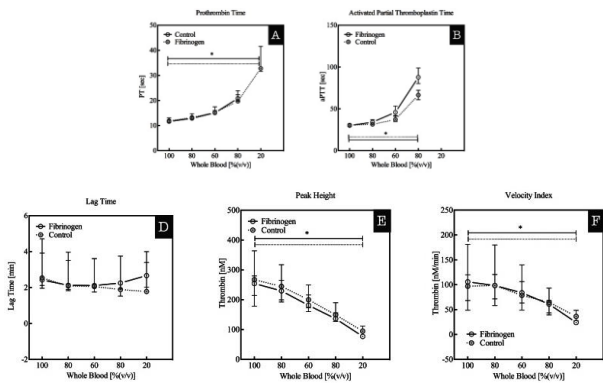 Prothrombin Time
A
Control
Fibrinogen
*
50
40
30
20
10
0
PT [sec]
100 80 60 80 20
Whole Blood [%(v/v)]
Activated Partial Thromboplastin Time
B
Fibrinogen
Control
150
100
50
0
aPTT [sec]
*
100 80 60 80 20
Whole Blood [%(v/v)]
Lag Time
D
Fibrinogen
Control
6
4
2
0
-2
Lag Time [min]
100 80 60 80 20
Whole Blood [%(v/v)]
Peak Height
E
Fibrinogen
Control
*
500
400
300
200
100
0
Thrombin [nM]
100 80 60 80 20
Whole Blood [%(v/v)]
Velocity Index
F
*
250
200
150
100
50
0
-50
Thrombin [nM/min]
Fibrinogen
Control
100 80 60 80 20
Whole Blood [%(v/v)]